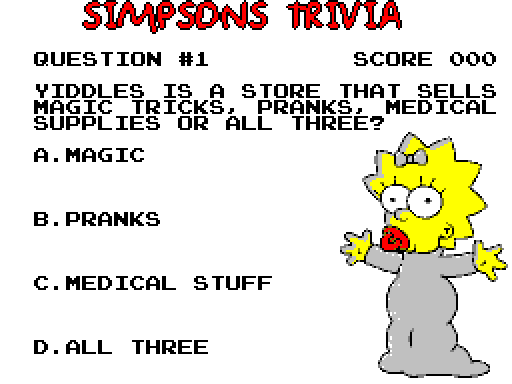 SIMPSONS TRIVIA
QUESTION #1 SCORE 000
YIDDLES IS A STORE THAT SELLS
MAGIC TRICKS, PRANKS, MEDICAL
SUPPLIES OR ALL THREE?
A.MAGIC
B.PRANKS
C.MEDICAL STUFF
D.ALL THREE